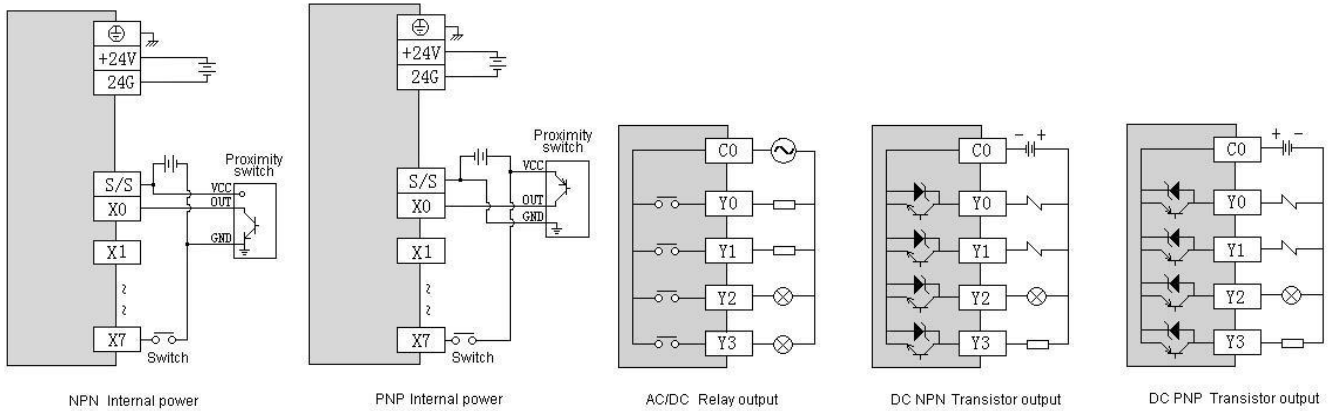 +24V
24G
S/S
X0
X1
X7
VCC
OUT
GND
Proximity
switch
Switch
NPN Internal power
+24V
24G
S/S
X0
X1
X7
VCC
OUT
GND
Proximity
switch
Switch
PNP Internal power
C0
Y0
Y1
Y2
Y3
AC/DC Relay output
- +
C0
Y0
Y1
Y2
Y3
DC NPN Transistor output
+ -
C0
Y0
Y1
Y2
Y3
DC PNP Transistor output